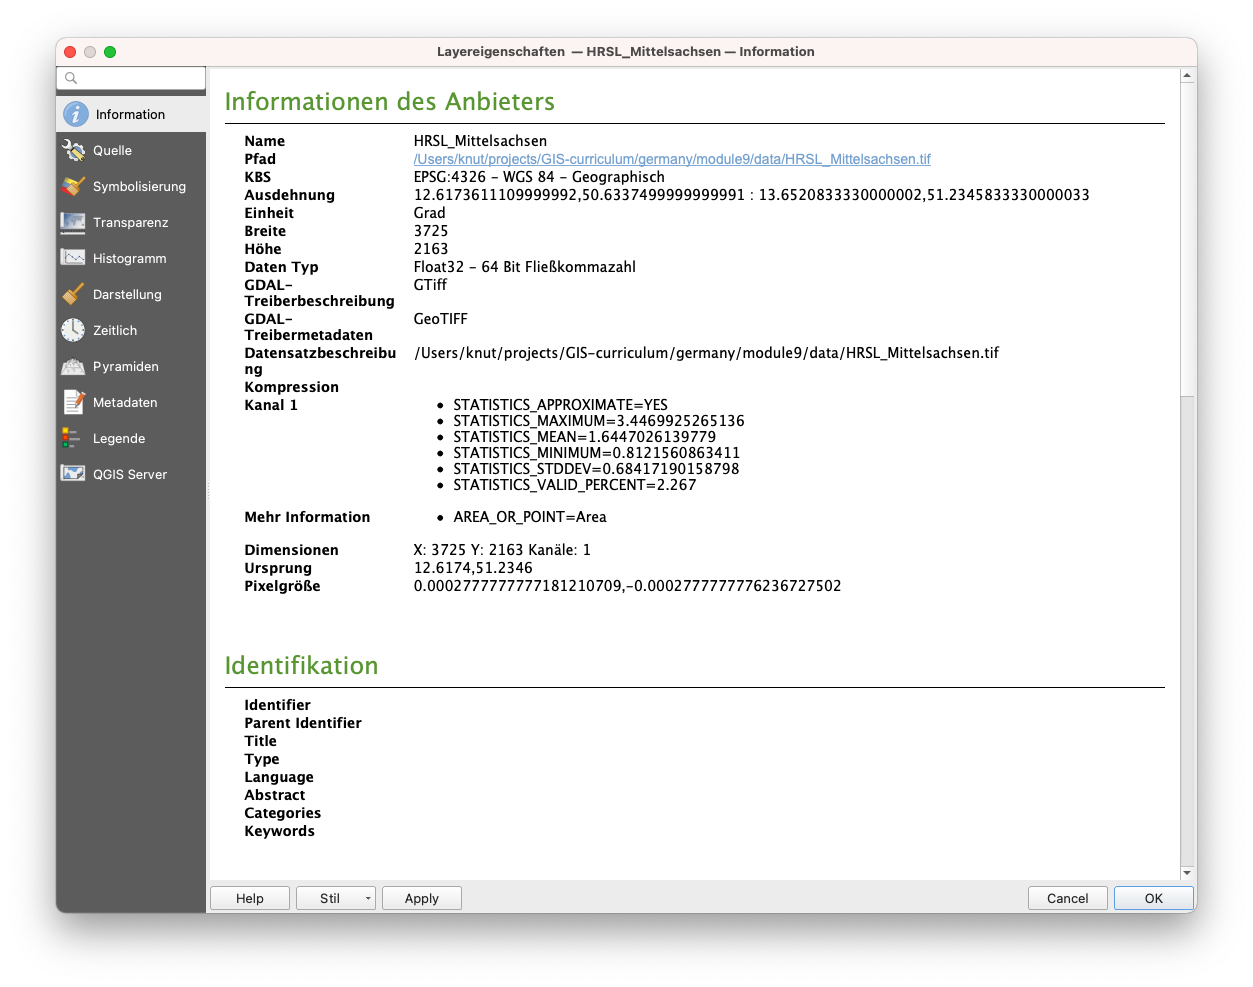 Layereigenschaften — HRSL_Mittelsachsen — Information
Information
Quelle
Symbolisierung
Transparenz
Histogramm
Darstellung
Zeitlich
Pyramiden
Metadaten
Legende
QGIS Server
Informationen des Anbieters
Name HRSL_Mittelsachsen
Pfad /Users/knut/projects/GIS-curriculum/germany/module9/data/HRSL_Mittelsachsen.tif
KBS EPSG:4326 - WGS 84 - Geographisch
Ausdehnung 12.6173611109999992,50.6337499999999991 : 13.6520833330000002,51.2345833330000033
Einheit Grad
Breite 3725
Höhe 2163
Daten Typ Float32 - 64 Bit Fließkommazahl
GDAL- GTiff
Treiberbeschreibung
GDAL- GeoTIFF
Treibermetadaten
Datensatzbeschreibu /Users/knut/projects/GIS-curriculum/germany/module9/data/HRSL_Mittelsachsen.tif
ng
Kompression
Kanal 1 • STATISTICS_APPROXIMATE=YES
• STATISTICS_MAXIMUM=3.4469925265136
• STATISTICS_MEAN=1.6447026139779
• STATISTICS_MINIMUM=0.8121560863411
• STATISTICS_STDDEV=0.68417190158798
• STATISTICS_VALID_PERCENT=2.267
Mehr Information • AREA_OR_POINT=Area
Dimensionen X: 3725 Y: 2163 Kanäle: 1
Ursprung 12.6174,51.2346
Pixelgröße 0.0002777777777181210709,-0.0002777777776236727502
Identifikation
Identifier
Parent Identifier
Title
Type
Language
Abstract
Categories
Keywords
Help Stil Apply Cancel OK